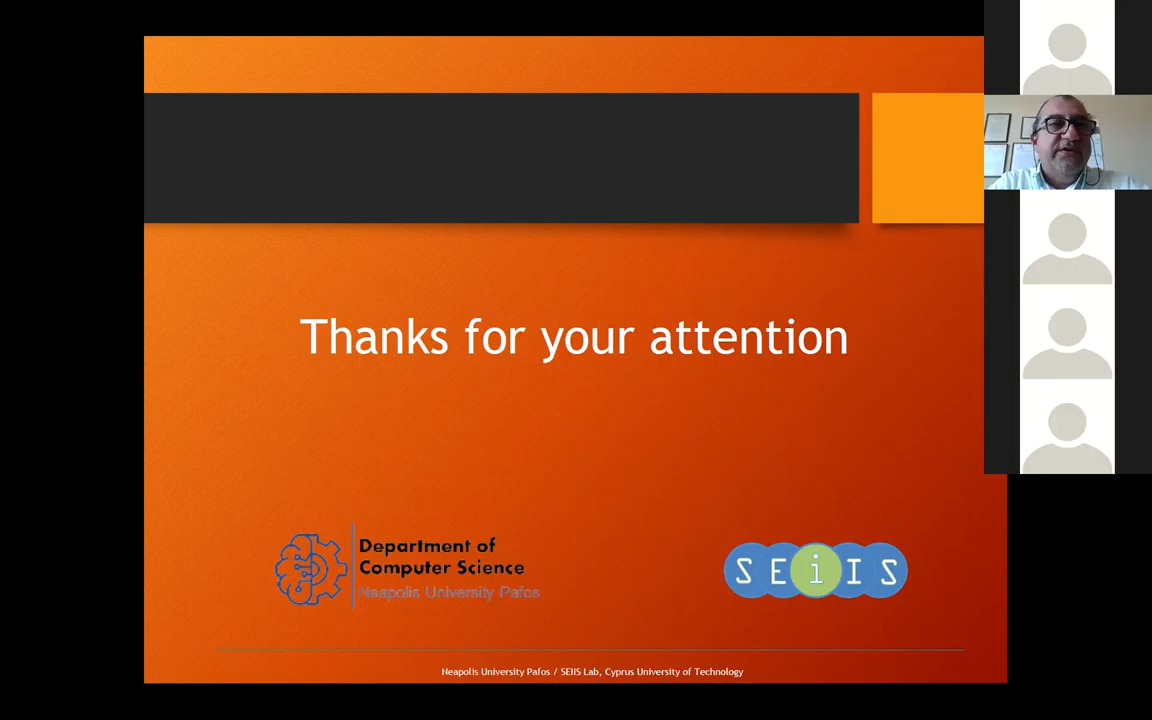 Thanks for your attention
Department of
Computer Science
Neapolis University Pafos
SEiIS
Neapolis University Pafos / SEIIS Lab, Cyprus University of Technology